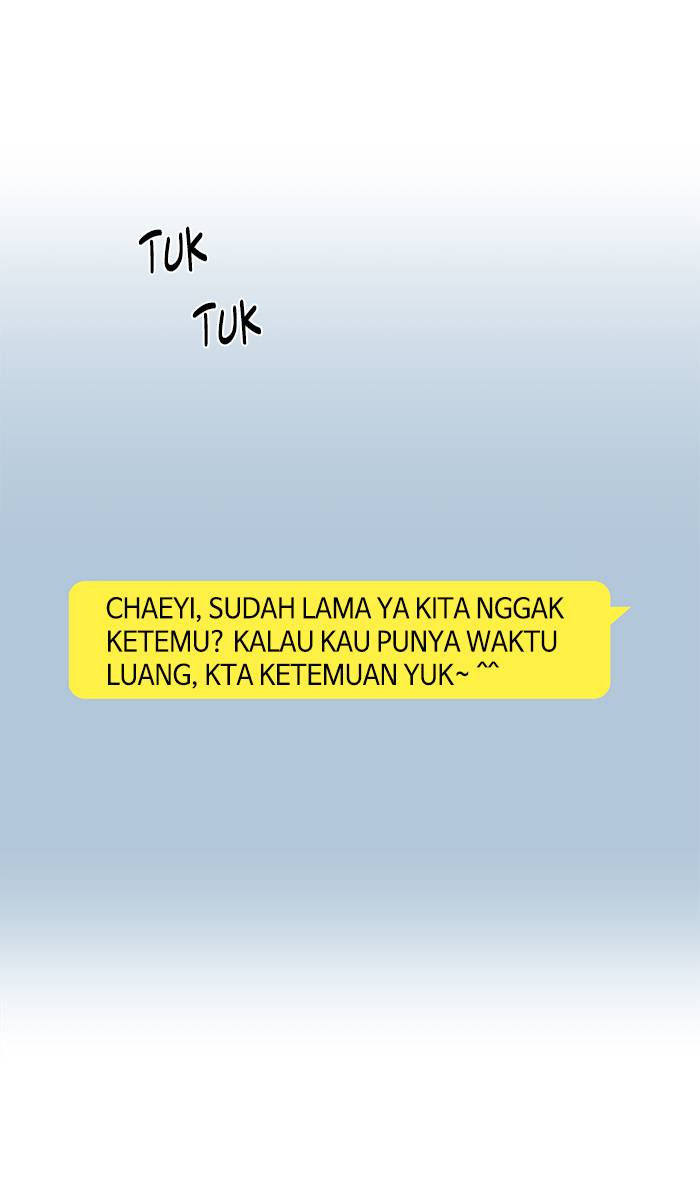 TUK
TUK
CHAEYI, SUDAH LAMA YA KITA NGGAK
KETEMU? KALAU KAU PUNYA WAKTU
LUANG, KTA KETEMUAN YUK~ ^^